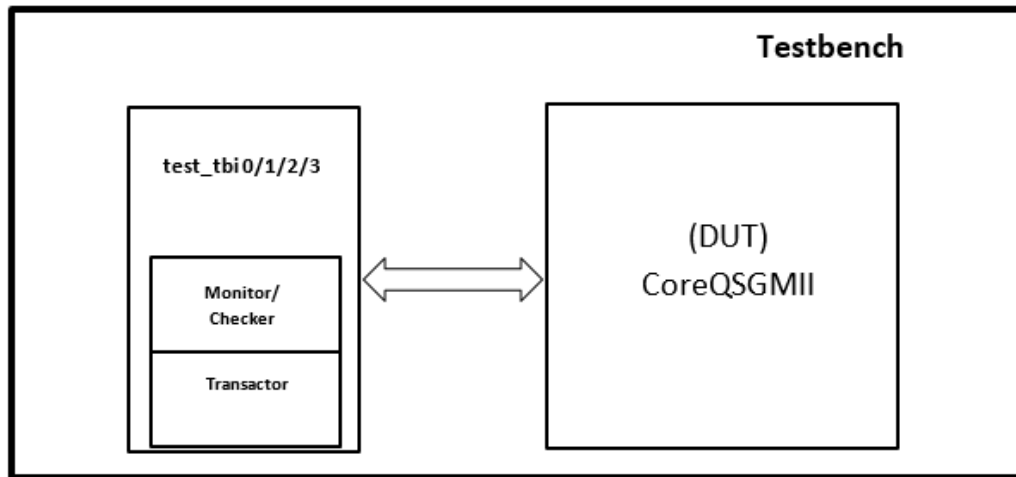 Testbench
test_tbi0/1/2/3
Monitor/
Checker
Transactor
(DUT)
CoreQSGMII